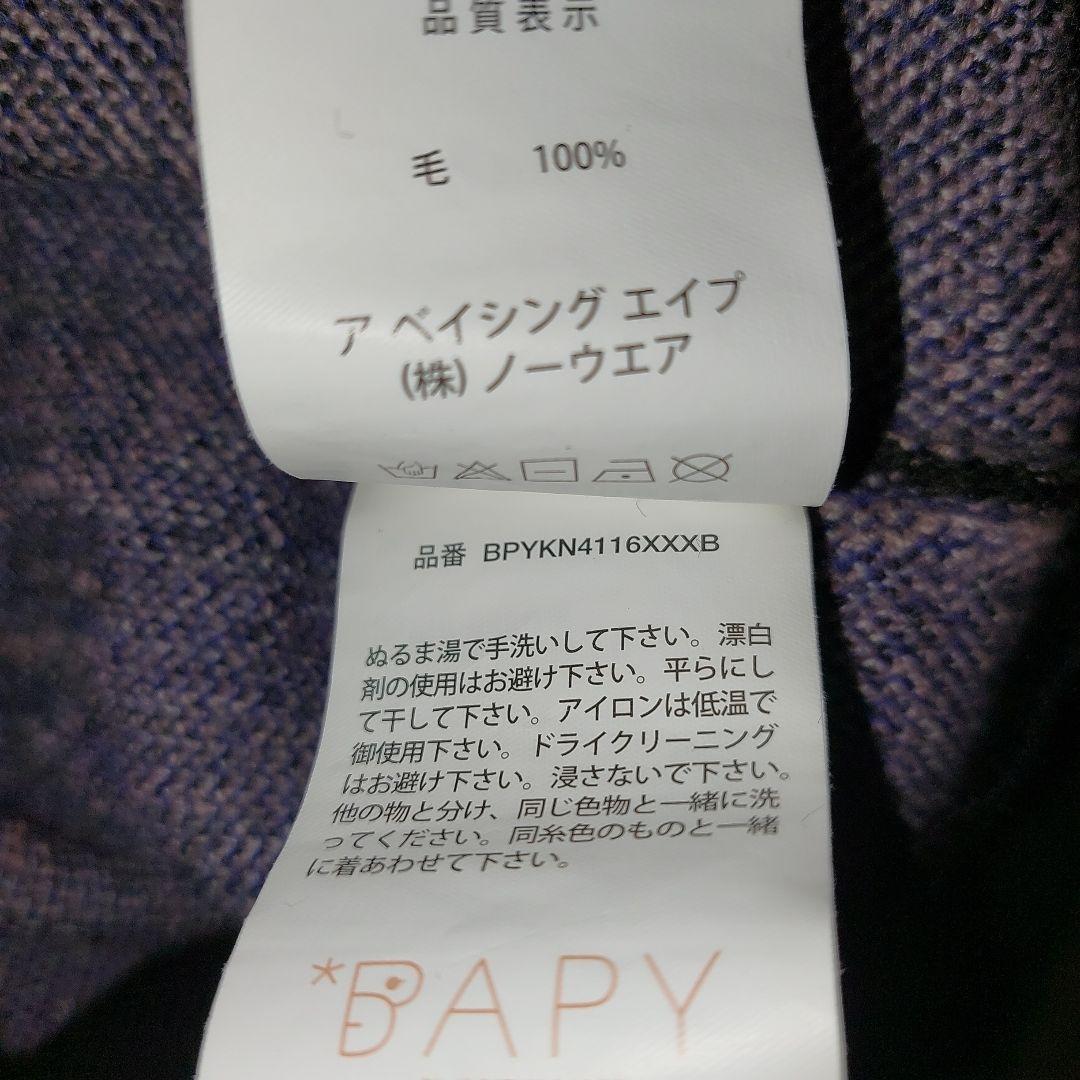 品質表示
毛 100%
ア ベイシング エイプ
(株) ノーウエア
品番 BPYKN4116XXXB
ぬるま湯で手洗いして下さい。漂白
剤の使用はお避け下さい。平らにし
て干して下さい。アイロンは低温で
御使用下さい。ドライクリーニング
はお避け下さい。浸さないで下さい。
他の物と分け、同じ色物と一緒に洗
ってください。同糸色のものと一緒
に着あわせて下さい。
*BAPY